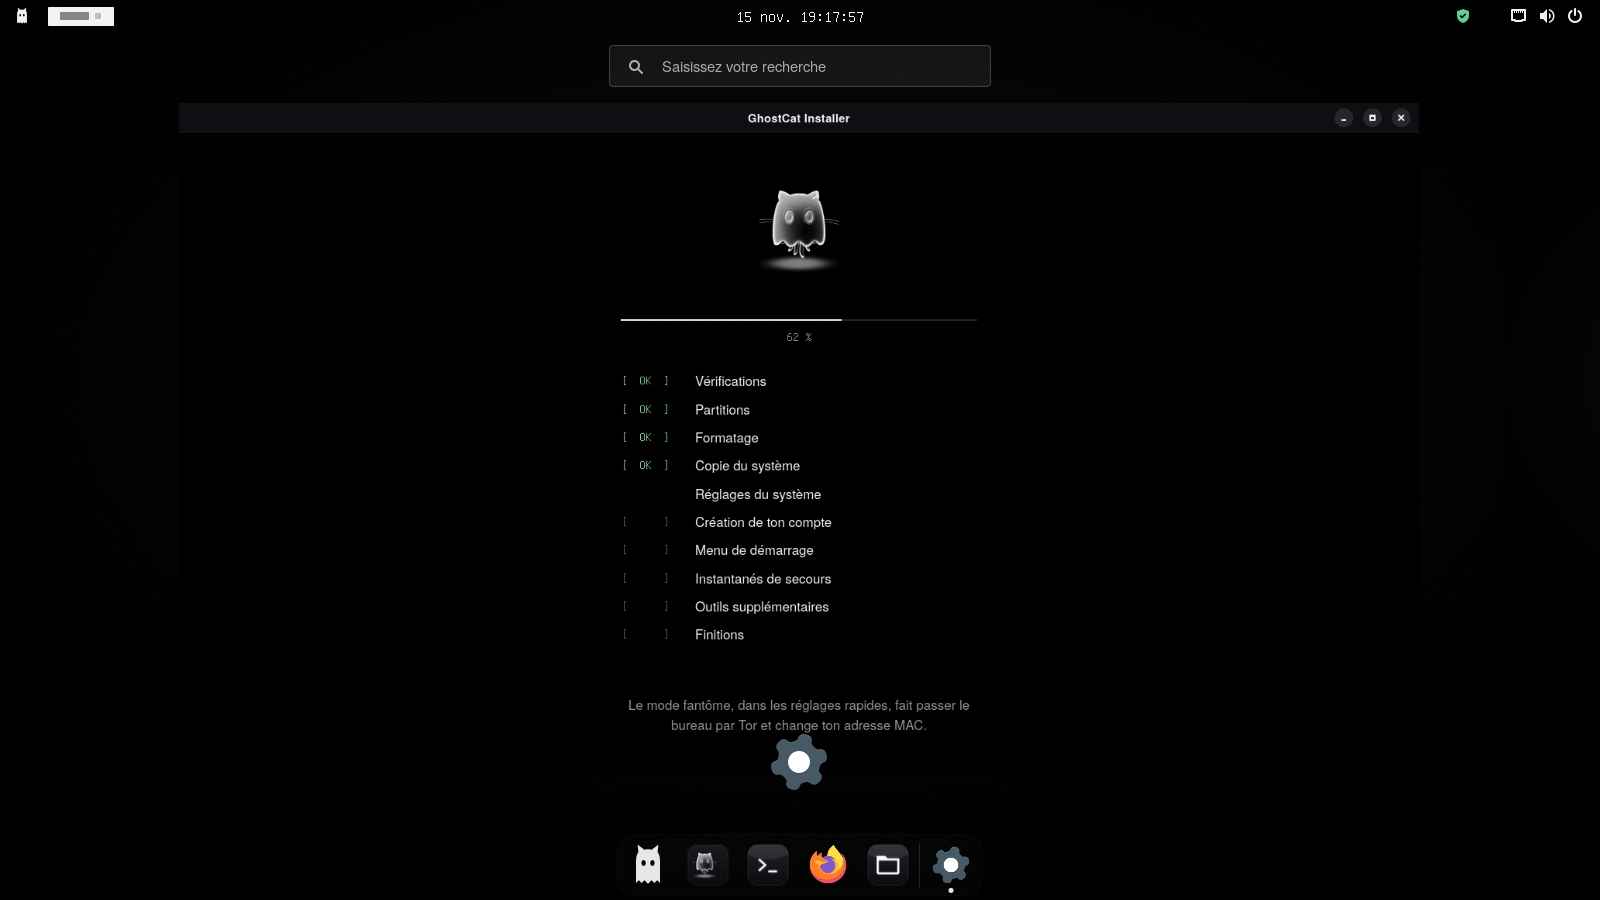 15 nov. 19:17:57
Saisissez votre recherche
GhostCat Installer
62 %
[ OK ] Vérifications
[ OK ] Partitions
[ OK ] Formatage
[ OK ] Copie du système
Réglages du système
[ ] Création de ton compte
[ ] Menu de démarrage
[ ] Instantanés de secours
[ ] Outils supplémentaires
[ ] Finitions
Le mode fantôme, dans les réglages rapides, fait passer le
bureau par Tor et change ton adresse MAC.